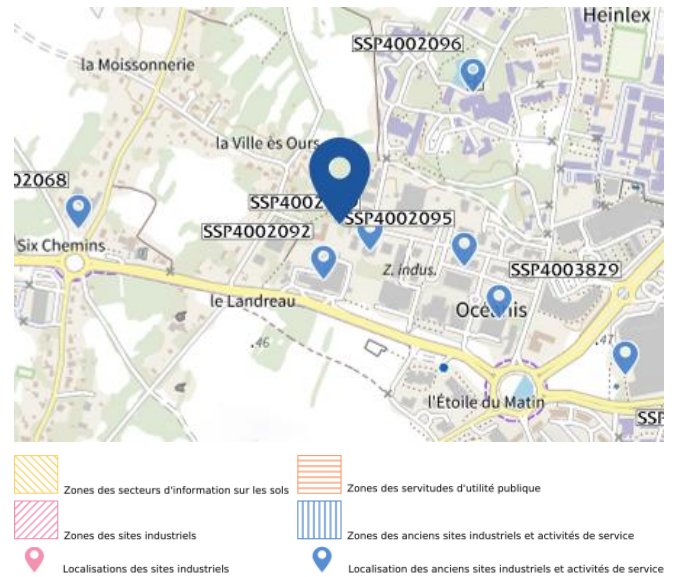 Heinlex
SSP4002096
la Moissonnerie
la Ville ès Ours
02068
SSP4002
SSP4002095
SSP4002092
Six Chemins
Z. indus.
SSP4003829
le Landreau
Océanis
.46
.47
l'Étoile du Matin
SSP
Zones des secteurs d'information sur les sols
Zones des servitudes d'utilité publique
Zones des sites industriels
Zones des anciens sites industriels et activités de service
Localisations des sites industriels
Localisation des anciens sites industriels et activités de service